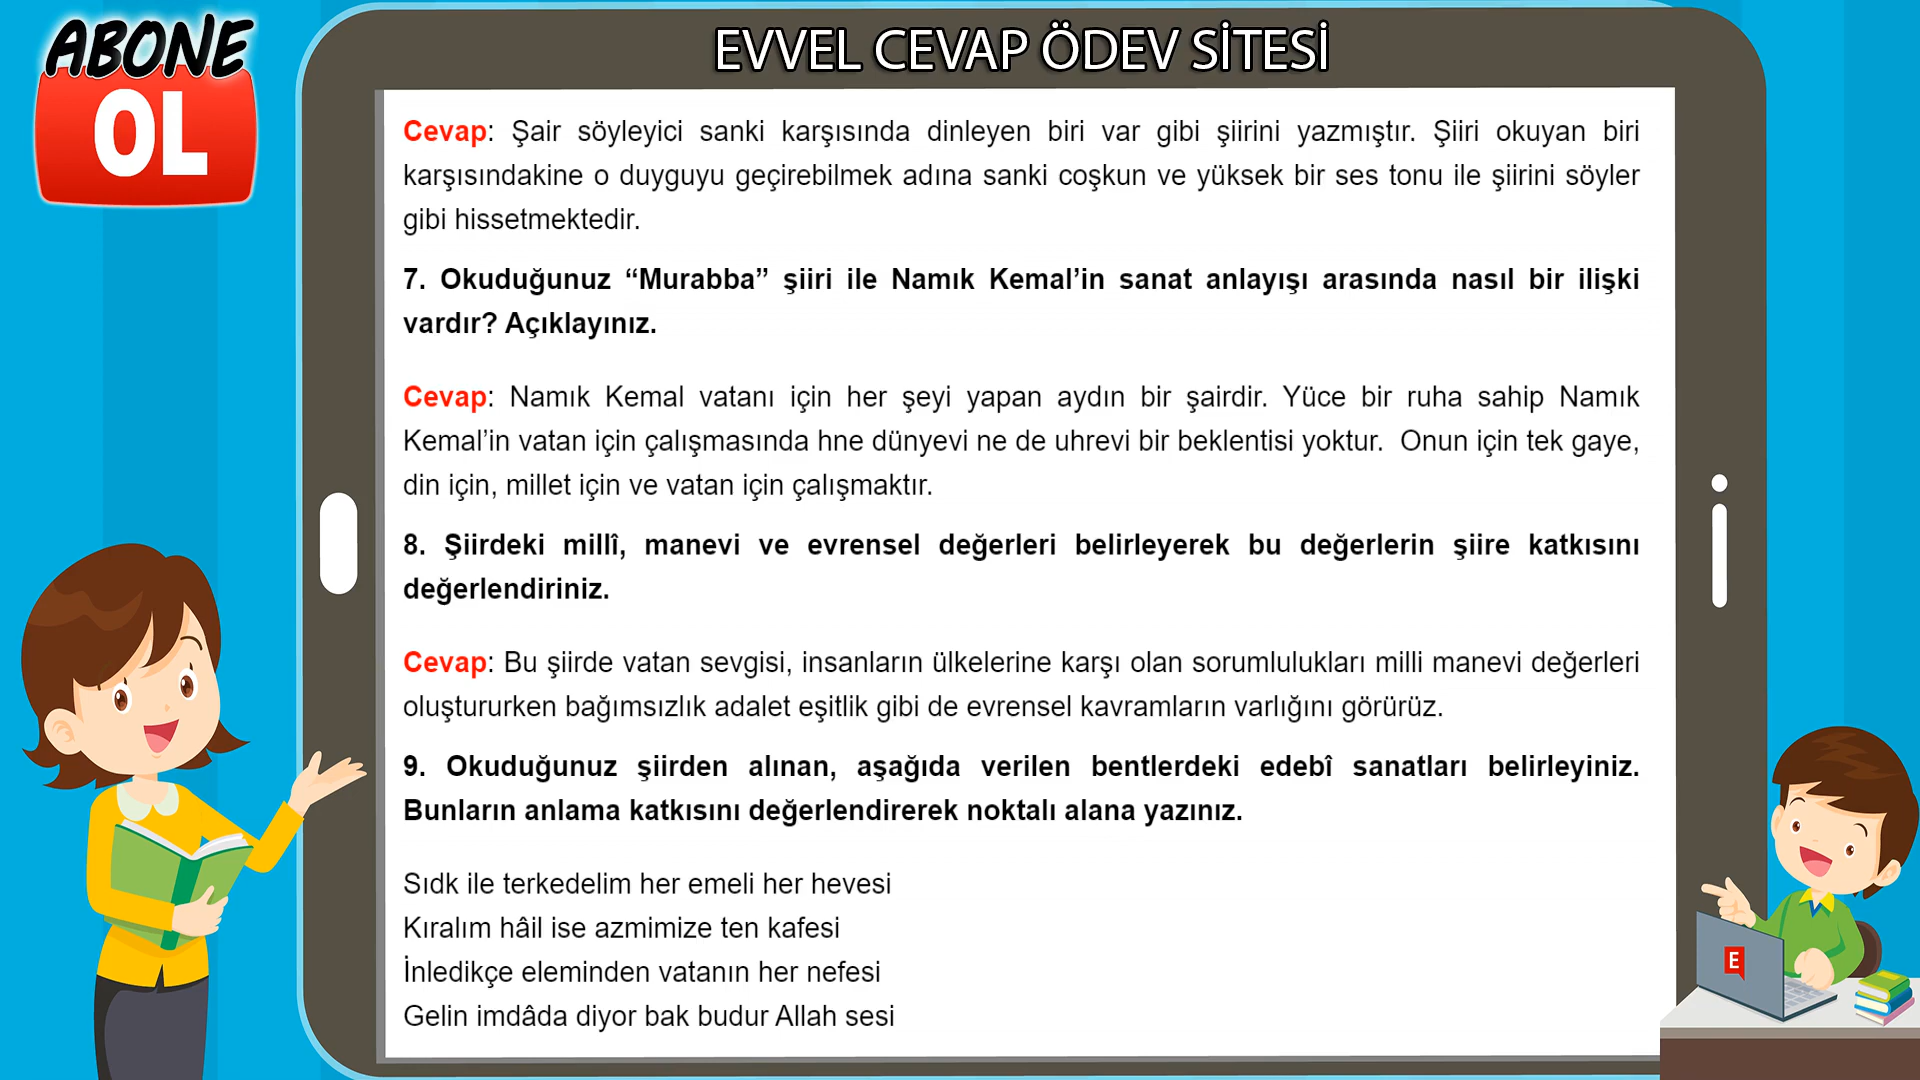 ABONE
OL
EVVEL CEVAP ÖDEV SİTESİ
Cevap: Şair söyleyici sanki karşısında dinleyen biri var gibi şiirini yazmıştır. Şiiri okuyan biri
karşısındakine o duyguyu geçirebilmek adına sanki coşkun ve yüksek bir ses tonu ile şiirini söyler
gibi hissetmektedir.
7. Okuduğunuz “Murabba” şiiri ile Namık Kemal’in sanat anlayışı arasında nasıl bir ilişki
vardır? Açıklayınız.
Cevap: Namık Kemal vatanı için her şeyi yapan aydın bir şairdir. Yüce bir ruha sahip Namık
Kemal’in vatan için çalışmasında hne dünyevi ne de uhrevi bir beklentisi yoktur.  Onun için tek gaye,
din için, millet için ve vatan için çalışmaktır.
8. Şiirdeki millî, manevi ve evrensel değerleri belirleyerek bu değerlerin şiire katkısını
değerlendiriniz.
Cevap: Bu şiirde vatan sevgisi, insanların ülkelerine karşı olan sorumlulukları milli manevi değerleri
oluştururken bağımsızlık adalet eşitlik gibi de evrensel kavramların varlığını görürüz.
9. Okuduğunuz şiirden alınan, aşağıda verilen bentlerdeki edebî sanatları belirleyiniz.
Bunların anlama katkısını değerlendirerek noktalı alana yazınız.
Sıdk ile terkedelim her emeli her hevesi
Kıralım hâil ise azmimize ten kafesi
İnledikçe eleminden vatanın her nefesi
Gelin imdâda diyor bak budur Allah sesi
E